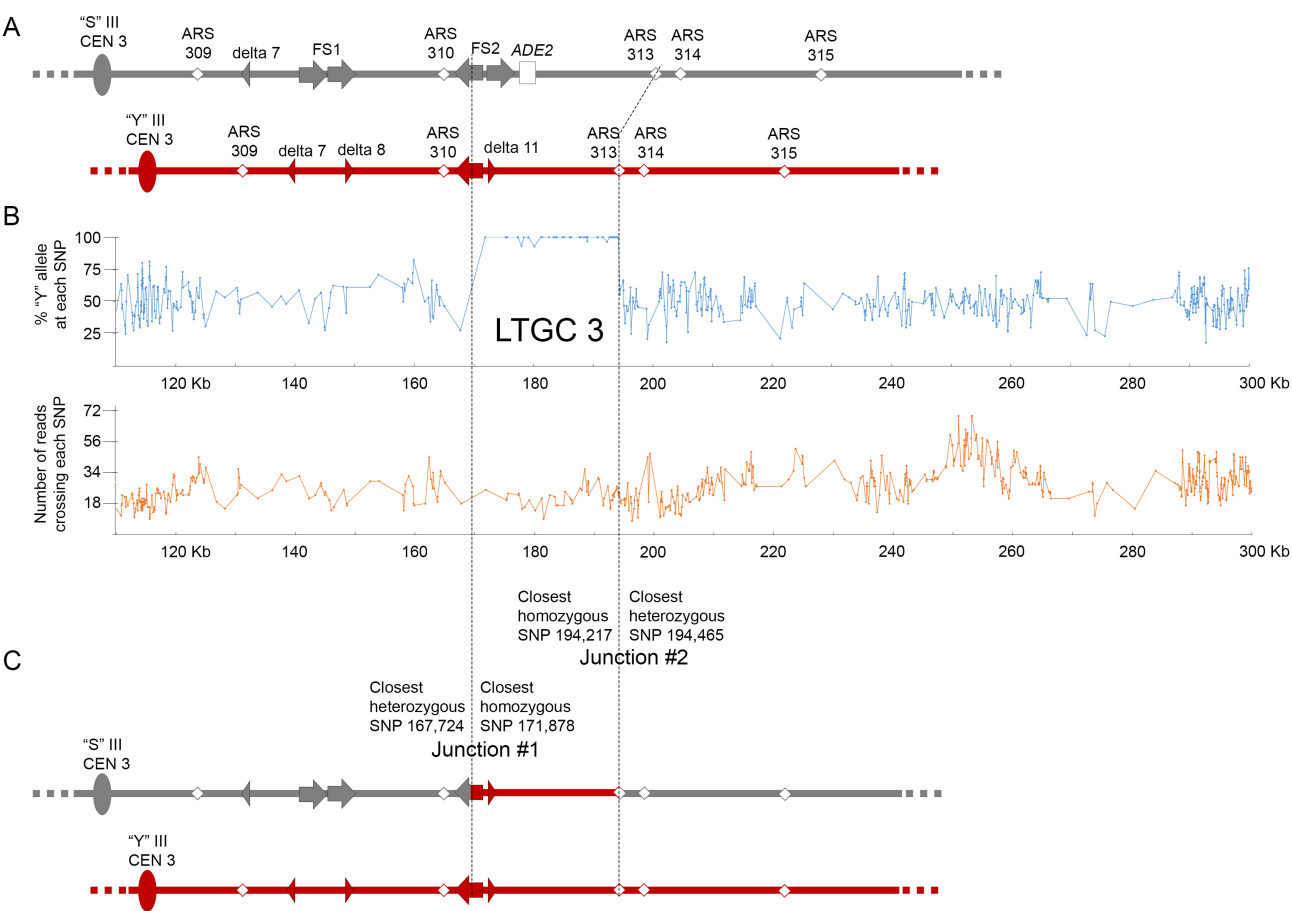 A
"S" III
CEN 3
ARS
309
delta 7
FS1
ARS
310
FS2
ADE2
ARS
313
ARS
314
ARS
315
"Y" III
CEN 3
ARS
309
delta 7
delta 8
ARS
310
delta 11
ARS
313
ARS
314
ARS
315
B
% "Y" allele
at each SNP
100
75
50
25
LTGC 3
120 Kb
140
160
180
200
220
240
260
280
300 Kb
Number of reads
crossing each SNP
72
56
34
18
120 Kb
140
160
180
200
220
240
260
280
300 Kb
Closest
homozygous
SNP 194,217
Closest
heterozygous
SNP 194,465
Junction #2
C
Closest
heterozygous
SNP 167,724
Closest
homozygous
SNP 171,878
Junction #1
"S" III
CEN 3
"Y" III
CEN 3